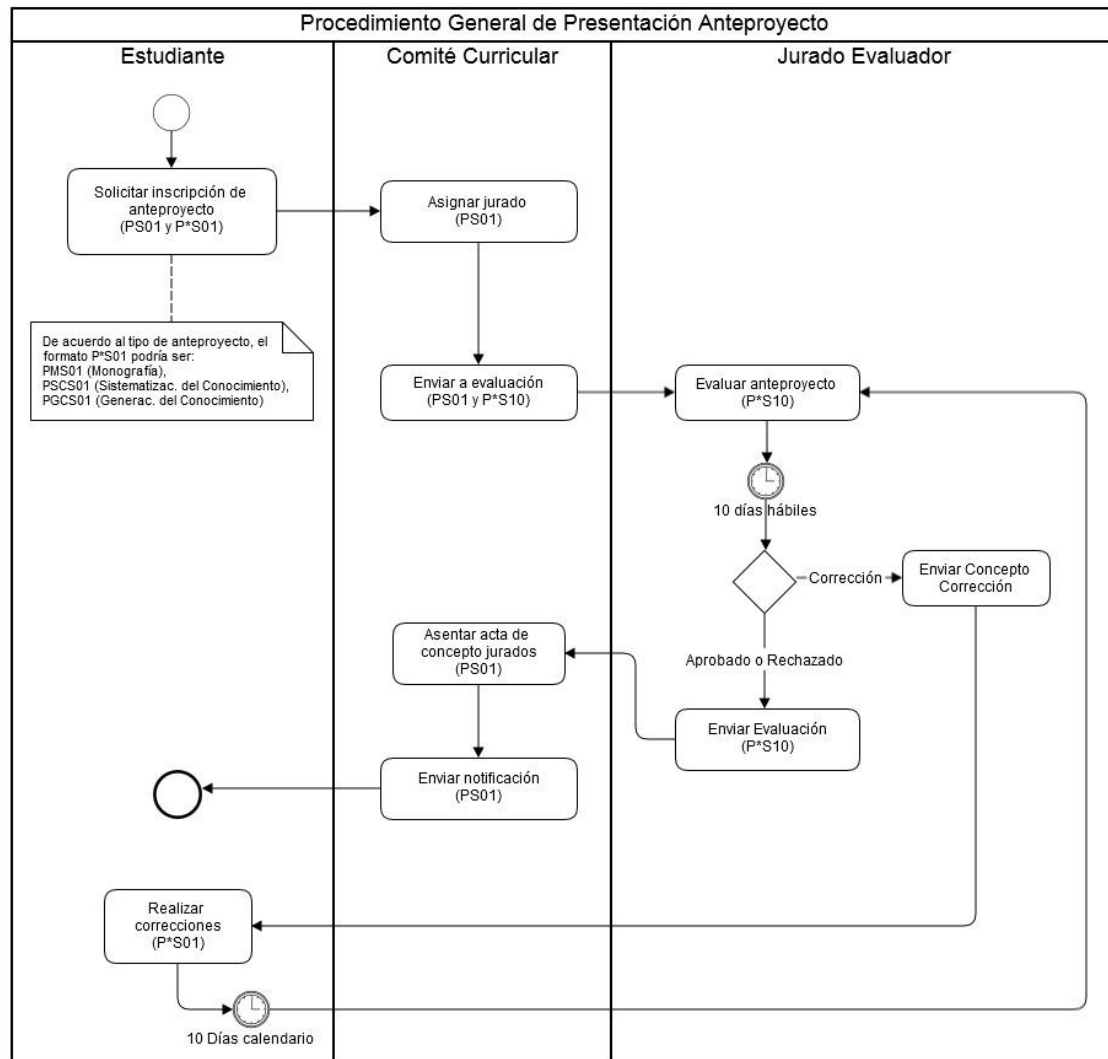 Procedimiento General de Presentación Anteproyecto
Estudiante
Comité Curricular
Jurado Evaluador
Solicitar inscripción de
anteproyecto
(PS01 y P*S01)
Asignar jurado
(PS01)
De acuerdo al tipo de anteproyecto, el
formato P*S01 podría ser:
PMS01 (Monografía),
PSCS01 (Sistematizac. del Conocimiento),
PGCS01 (Generac. del Conocimiento)
Enviar a evaluación
(PS01 y P*S10)
Evaluar anteproyecto
(P*S10)
10 días hábiles
Corrección
Enviar Concepto
Corrección
Aprobado o Rechazado
Asentar acta de
concepto jurados
(PS01)
Enviar Evaluación
(P*S10)
Enviar notificación
(PS01)
Realizar
correcciones
(P*S01)
10 Días calendario